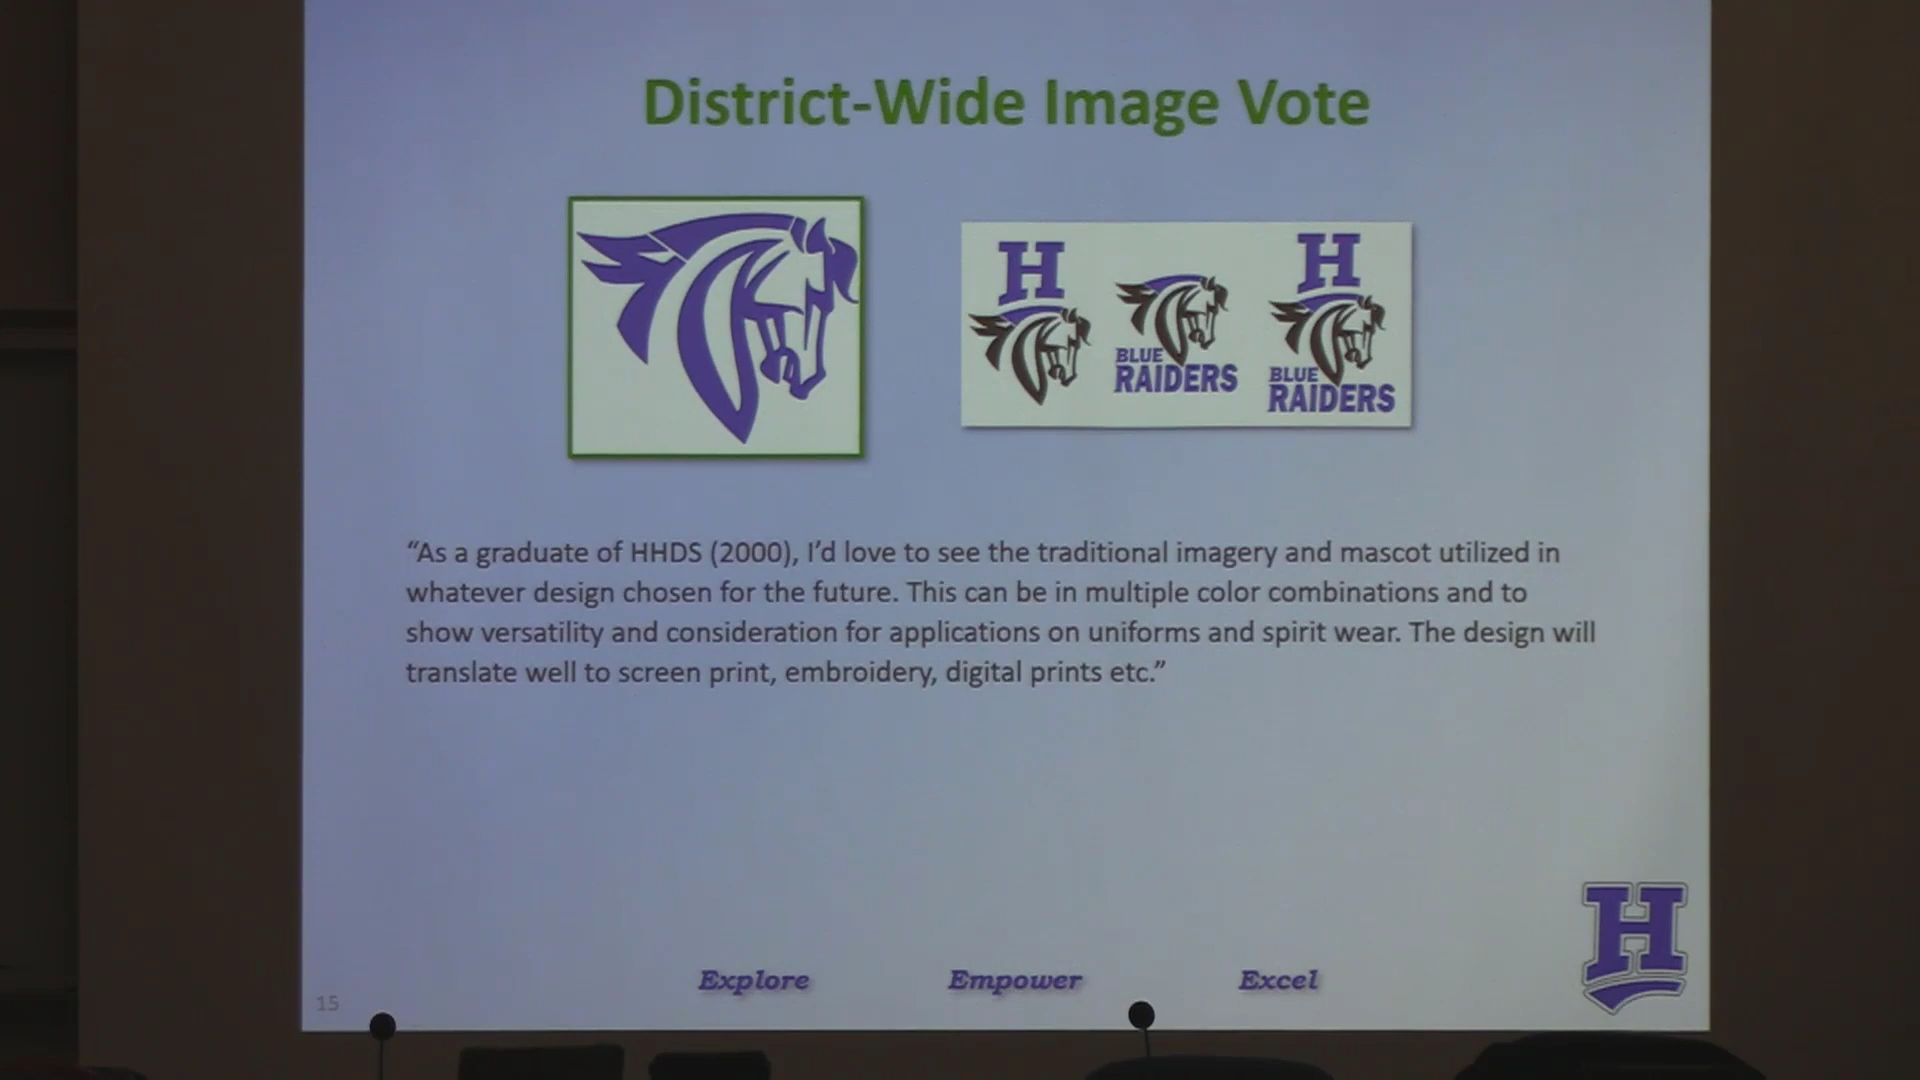 District-Wide Image Vote
H
H
BLUE
RAIDERS
BLUE
RAIDERS
“As a graduate of HHDS (2000), I’d love to see the traditional imagery and mascot utilized in
whatever design chosen for the future. This can be in multiple color combinations and to
show versatility and consideration for applications on uniforms and spirit wear. The design will
translate well to screen print, embroidery, digital prints etc.”
H
Explore Empower Excel
15